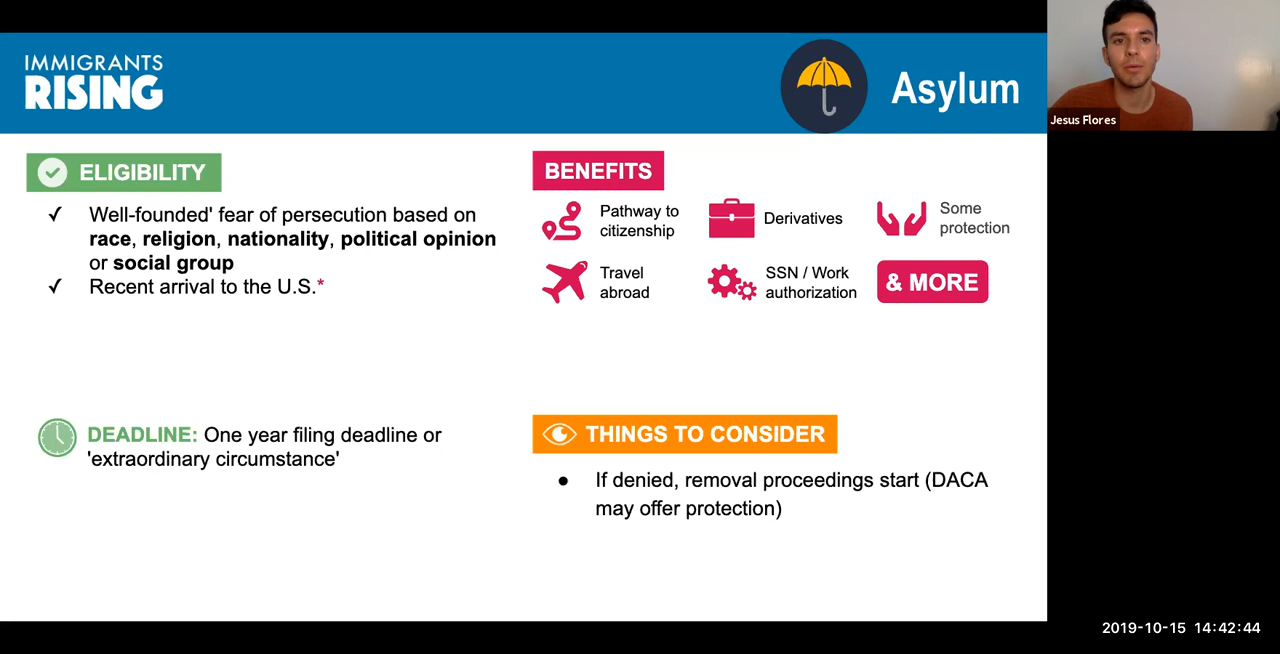 IMMIGRANTS
RISING
Asylum
Jesus Flores
ELIGIBILITY
✓ Well-founded' fear of persecution based on
race, religion, nationality, political opinion
or social group
✓ Recent arrival to the U.S.*
BENEFITS
Pathway to
citizenship
Derivatives
Some
protection
Travel
abroad
SSN / Work
authorization
& MORE
DEADLINE: One year filing deadline or
'extraordinary circumstance'
THINGS TO CONSIDER
● If denied, removal proceedings start (DACA
may offer protection)
2019-10-15 14:42:44